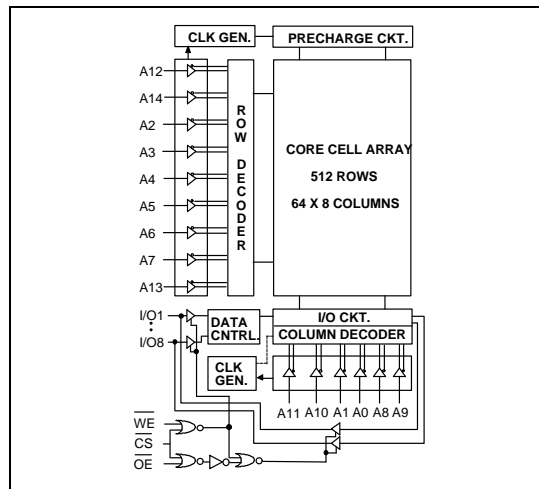 CLK GEN.
PRECHARGE CKT.
A12
A14
A2
A3
A4
A5
A6
A7
A13
ROW DECODER
CORE CELL ARRAY
512 ROWS
64 X 8 COLUMNS
I/O1
I/O8
DATA
CNTRL.
I/O CKT.
COLUMN DECODER
CLK
GEN.
A11 A10 A1 A0 A8 A9
WE
CS
OE